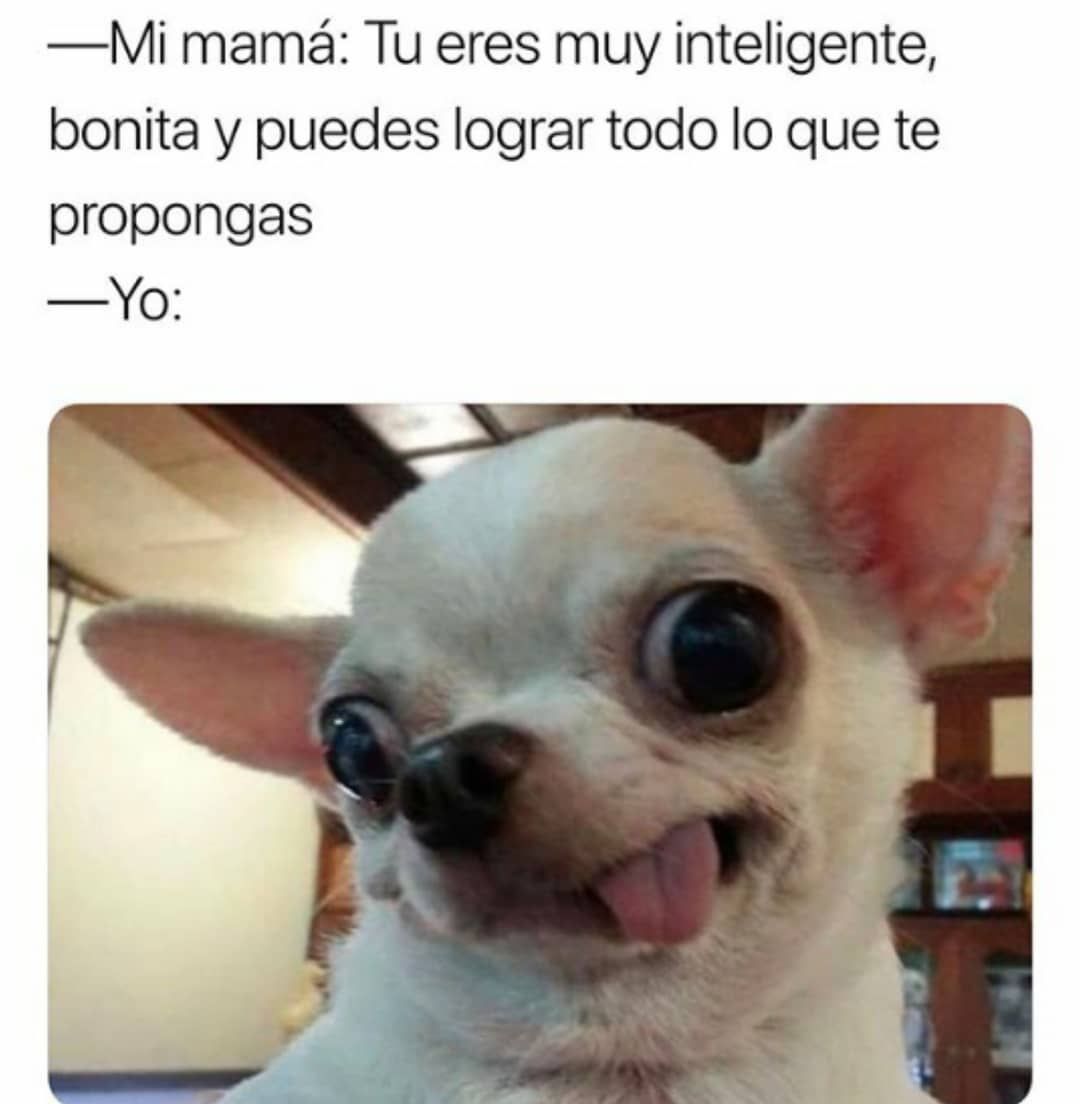 —Mi mamá: Tu eres muy inteligente,
bonita y puedes lograr todo lo que te
propongas
—Yo: